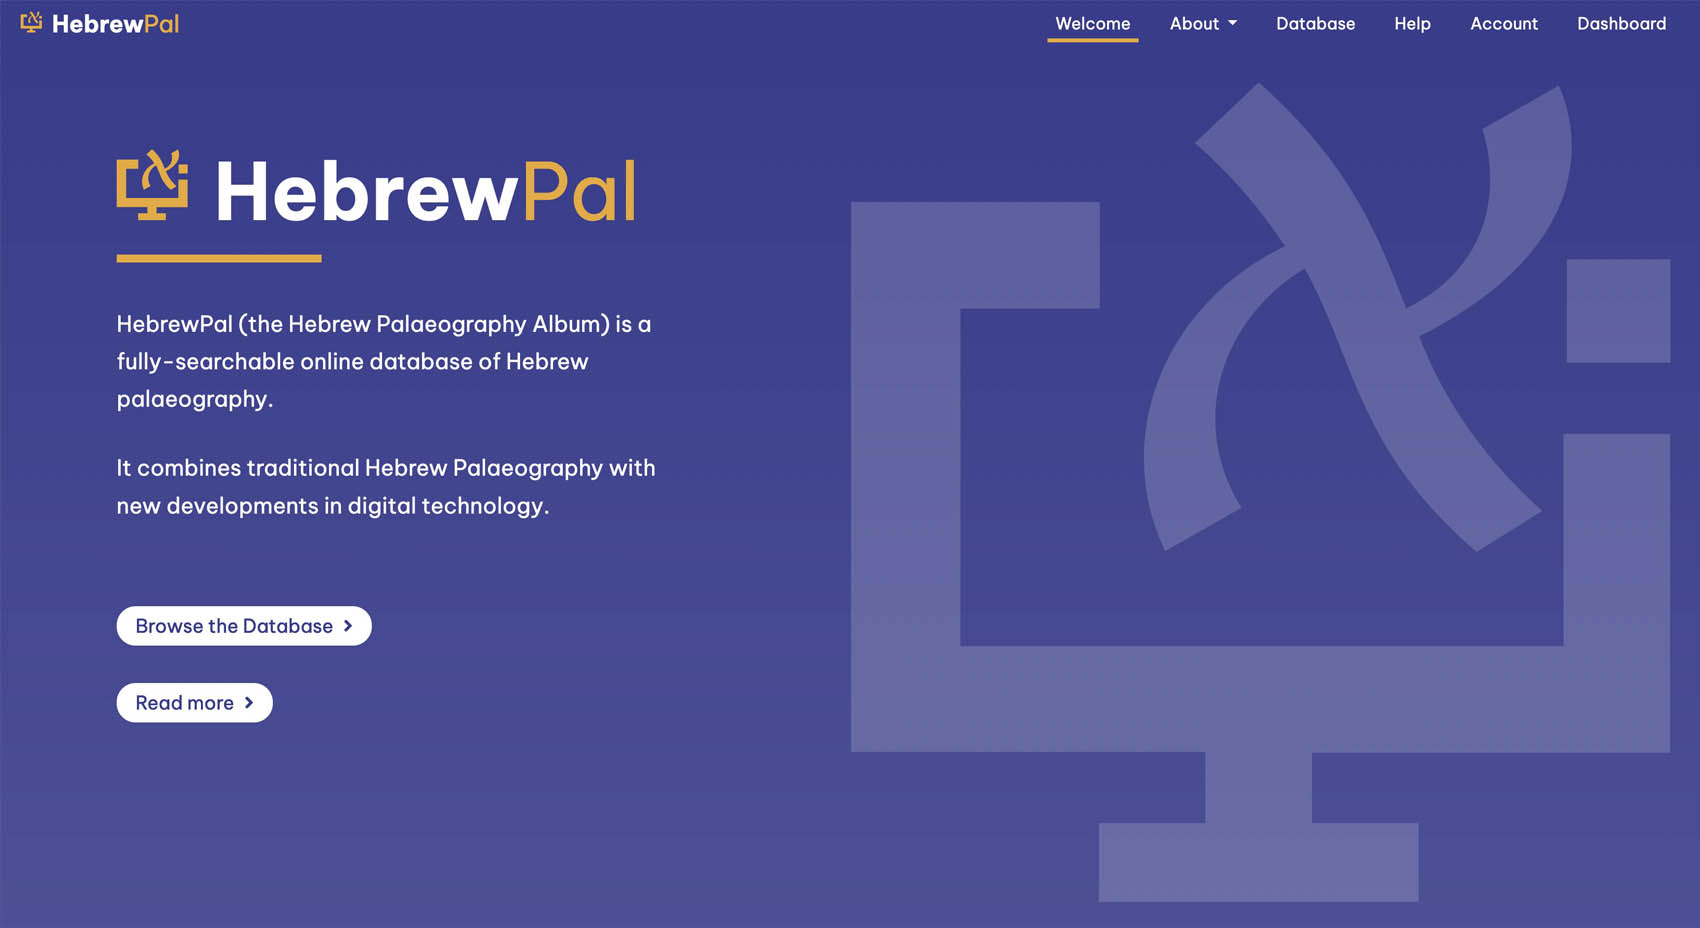 HebrewPal
Welcome
About
Database
Help
Account
Dashboard
א
HebrewPal
HebrewPal (the Hebrew Palaeography Album) is a
fully-searchable online database of Hebrew
palaeography.
It combines traditional Hebrew Palaeography with
new developments in digital technology.
Browse the Database
Read more
א